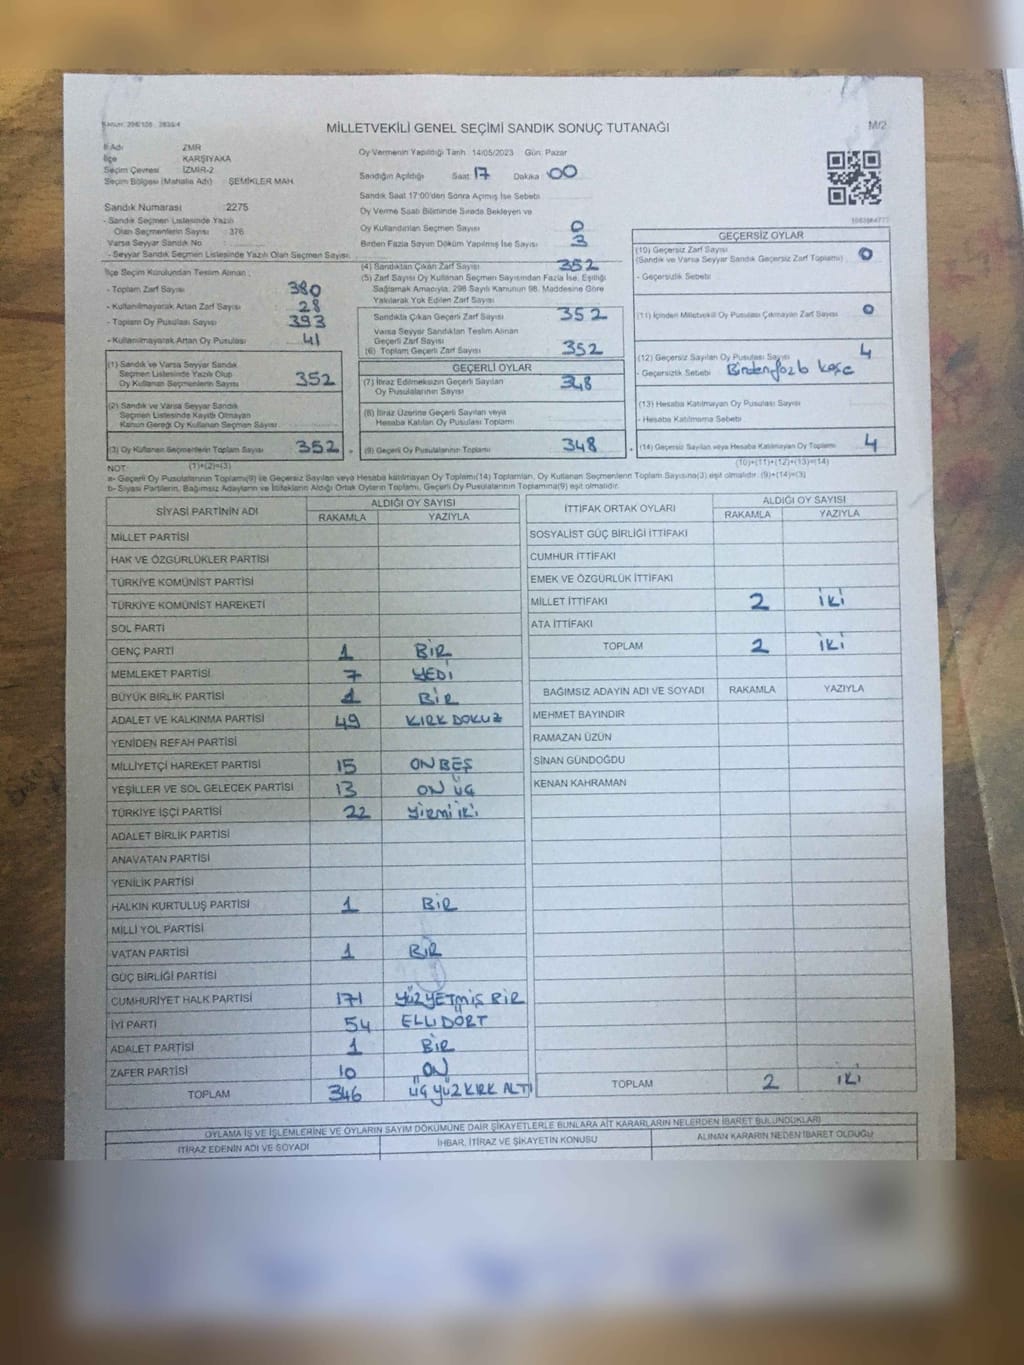 MİLLETVEKİLİ GENEL SEÇİMİ SANDIK SONUÇ TUTANAĞI
M/2
İl Adı ZMR
İlçe KARŞIYAKA
Seçim Çevresi İZMİR-2
Seçim Bölgesi (Mahalle Adı) : ŞEMİKLER MAH.
Sandık Numarası : 2275
- Sandık Seçmen Listesinde Yazılı
Olan Seçmenlerin Sayısı : 376
Varsa Seyyar Sandık No :
- Seyyar Sandık Seçmen Listesinde Yazılı Olan Seçmen Sayısı:
İlçe Seçim Kurulundan Teslim Alınan ;
- Toplam Zarf Sayısı 380
- Kullanılmayarak Artan Zarf Sayısı 28
- Toplam Oy Pusulası Sayısı 393
- Kullanılmayarak Artan Oy Pusulası 41
(1) Sandık ve Varsa Seyyar Sandık
Seçmen Listesinde Yazılı Olup
Oy Kullanan Seçmenlerin Sayısı 352
(2) Sandık ve Varsa Seyyar Sandık
Seçmen Listesinde Kayıtlı Olmayan
Kanun Gereği Oy Kullanan Seçmen Sayısı
(3) Oy Kullanan Seçmenlerin Toplam Sayısı 352
(1)+(2)=(3)
Oy Vermenin Yapıldığı Tarih 14/05/2023 Gün: Pazar
Sandığın Açıldığı Saat 17 Dakika 00
Sandık Saat 17:00'den Sonra Açımış İse Sebebi
Oy Verme Saati Bitiminde Sırada Bekleyen ve
Oy Kullandırılan Seçmen Sayısı 0
Birden Fazla Sayım Döküm Yapılmış İse Sayısı 3
(4) Sandıktan Çıkan Zarf Sayısı 352
(5) Zarf Sayısı Oy Kullanan Seçmen Sayısından Fazla İse, Eşitliği
Sağlamak Amacıyla, 298 Sayılı Kanunun 98. Maddesine Göre
Yakılarak Yok Edilen Zarf Sayısı
Sandıkta Çıkan Geçerli Zarf Sayısı 352
Varsa Seyyar Sandıktan Teslim Alınan
Geçerli Zarf Sayısı
(6) Toplam Geçerli Zarf Sayısı 352
GEÇERLİ OYLAR
(7) İtiraz Edilmeksizin Geçerli Sayılan
Oy Pusulalarının Sayısı 348
(8) İtiraz Üzerine Geçerli Sayılan veya
Hesaba Katılan Oy Pusulası Toplamı
(9) Geçerli Oy Pusulalarının Toplamı 348
GEÇERSİZ OYLAR
(10) Geçersiz Zarf Sayısı
(Sandık ve Varsa Seyyar Sandık Geçersiz Zarf Toplamı) 0
- Geçersizlik Sebebi:
(11) İçinden Milletvekili Oy Pusulası Çıkmayan Zarf Sayısı 0
(12) Geçersiz Sayılan Oy Pusulası Sayısı 4
- Geçersizlik Sebebi Birden fazla kaşe
(13) Hesaba Katılmayan Oy Pusulası Sayısı
- Hesaba Katılmama Sebebi
(14) Geçersiz Sayılan veya Hesaba Katılmayan Oy Toplamı 4
(10)+(11)+(12)+(13)=(14)
NOT:
a- Geçerli Oy Pusulalarının Toplamı(9) ile Geçersiz Sayılan veya Hesaba katılmayan Oy Toplamı(14) Toplamları, Oy Kullanan Seçmenlerin Toplam Sayısına(3) eşit olmalıdır. (9)+(14)=(3)
b- Siyasi Partilerin, Bağımsız Adayların ve İttifakların Aldığı Ortak Oyların Toplamı, Geçerli Oy Pusulalarının Toplamına(9) eşit olmalıdır.
SİYASİ PARTİNİN ADI ALDIĞI OY SAYISI
RAKAMLA YAZIYLA
MİLLET PARTİSİ
HAK VE ÖZGÜRLÜKLER PARTİSİ
TÜRKİYE KOMÜNİST PARTİSİ
TÜRKİYE KOMÜNİST HAREKETİ
SOL PARTİ
GENÇ PARTİ 1 BİR
MEMLEKET PARTİSİ 7 YEDİ
BÜYÜK BİRLİK PARTİSİ 1 BİR
ADALET VE KALKINMA PARTİSİ 49 KIRK DOKUZ
YENİDEN REFAH PARTİSİ
MİLLİYETÇİ HAREKET PARTİSİ 15 ON BEŞ
YEŞİLLER VE SOL GELECEK PARTİSİ 13 ON ÜÇ
TÜRKİYE İŞÇİ PARTİSİ 22 Yirmi iki
ADALET BİRLİK PARTİSİ
ANAVATAN PARTİSİ
YENİLİK PARTİSİ
HALKIN KURTULUŞ PARTİSİ 1 BİR
MİLLİ YOL PARTİSİ
VATAN PARTİSİ 1 BİR
GÜÇ BİRLİĞİ PARTİSİ
CUMHURİYET HALK PARTİSİ 171 YÜZ YETMİŞ BİR
İYİ PARTİ 54 ELLİ DÖRT
ADALET PARTİSİ 1 BİR
ZAFER PARTİSİ 10 ON
TOPLAM 346 ÜÇ YÜZ KIRK ALTI
İTTİFAK ORTAK OYLARI ALDIĞI OY SAYISI
RAKAMLA YAZIYLA
SOSYALİST GÜÇ BİRLİĞİ İTTİFAKI
CUMHUR İTTİFAKI
EMEK VE ÖZGÜRLÜK İTTİFAKI
MİLLET İTTİFAKI 2 İKİ
ATA İTTİFAKI
TOPLAM 2 İKİ
BAĞIMSIZ ADAYIN ADI VE SOYADI RAKAMLA YAZIYLA
MEHMET BAYINDIR
RAMAZAN ÜZÜN
SİNAN GÜNDOĞDU
KENAN KAHRAMAN
TOPLAM 2 İKİ
OYLAMA İŞ VE İŞLEMLERİNE VE OYLARIN SAYIM DÖKÜMÜNE DAİR ŞİKAYETLERLE BUNLARA AİT KARARLARIN NELERDEN İBARET BULUNDUKLARI
İTİRAZ EDENİN ADI VE SOYADI İHBAR, İTİRAZ VE ŞİKAYETİN KONUSU ALINAN KARARIN NEDEN İBARET OLDUĞU